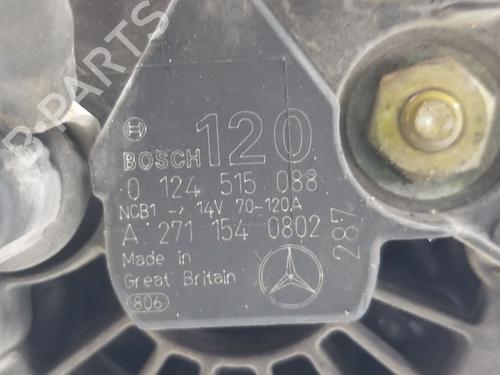 BOSCH 120
0 124 515 088
NCB1 -> 14V 70-120A
A 271 154 0802
287
Made in
Great Britain
806
B PARTS